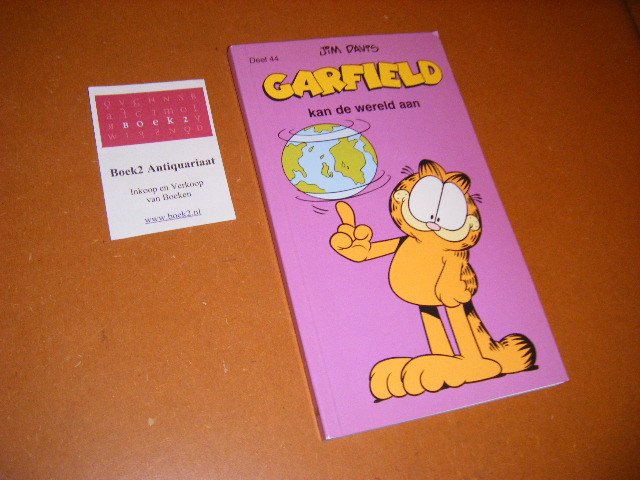 BOEK2
Boek2 Antiquariaat
Inkoop en Verkoop
van Boeken
www.boek2.nl
Deel 44
JIM DAVIS
GARFIELD
kan de wereld aan